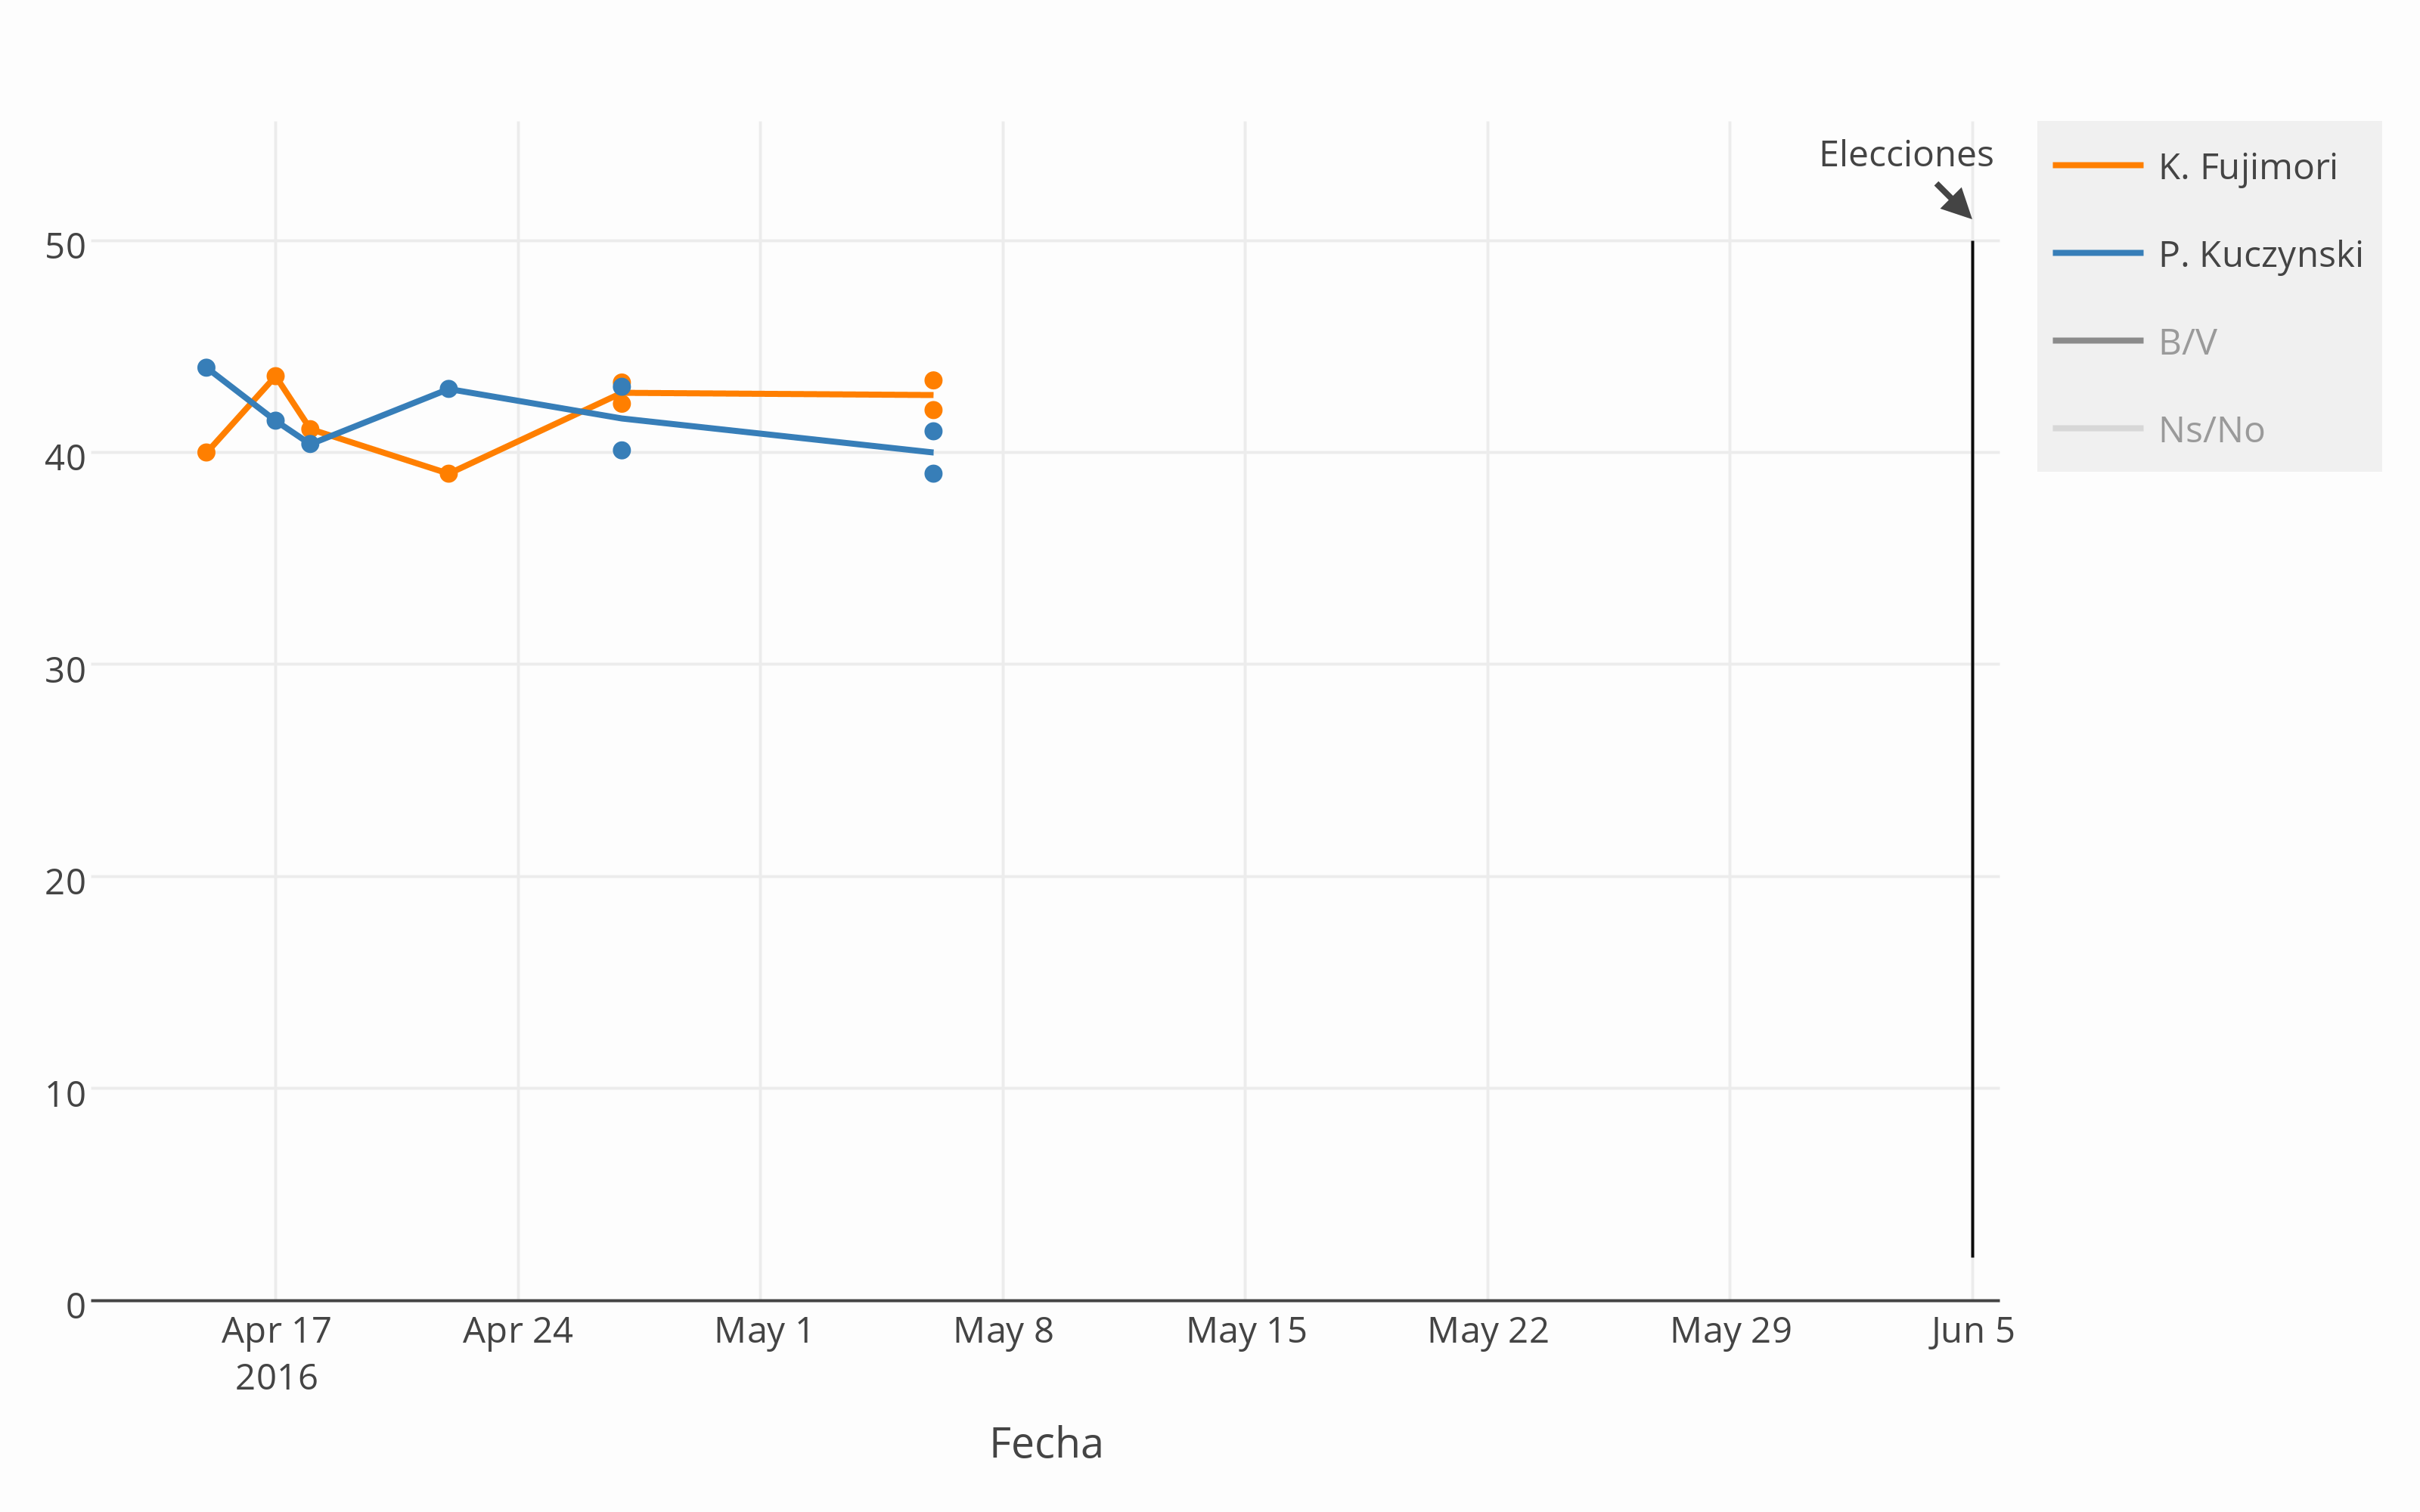 Elecciones
K. Fujimori
P. Kuczynski
B/V
Ns/No
50
40
30
20
10
0
Apr 17 Apr 24 May 1 May 8 May 15 May 22 May 29 Jun 5
2016
Fecha